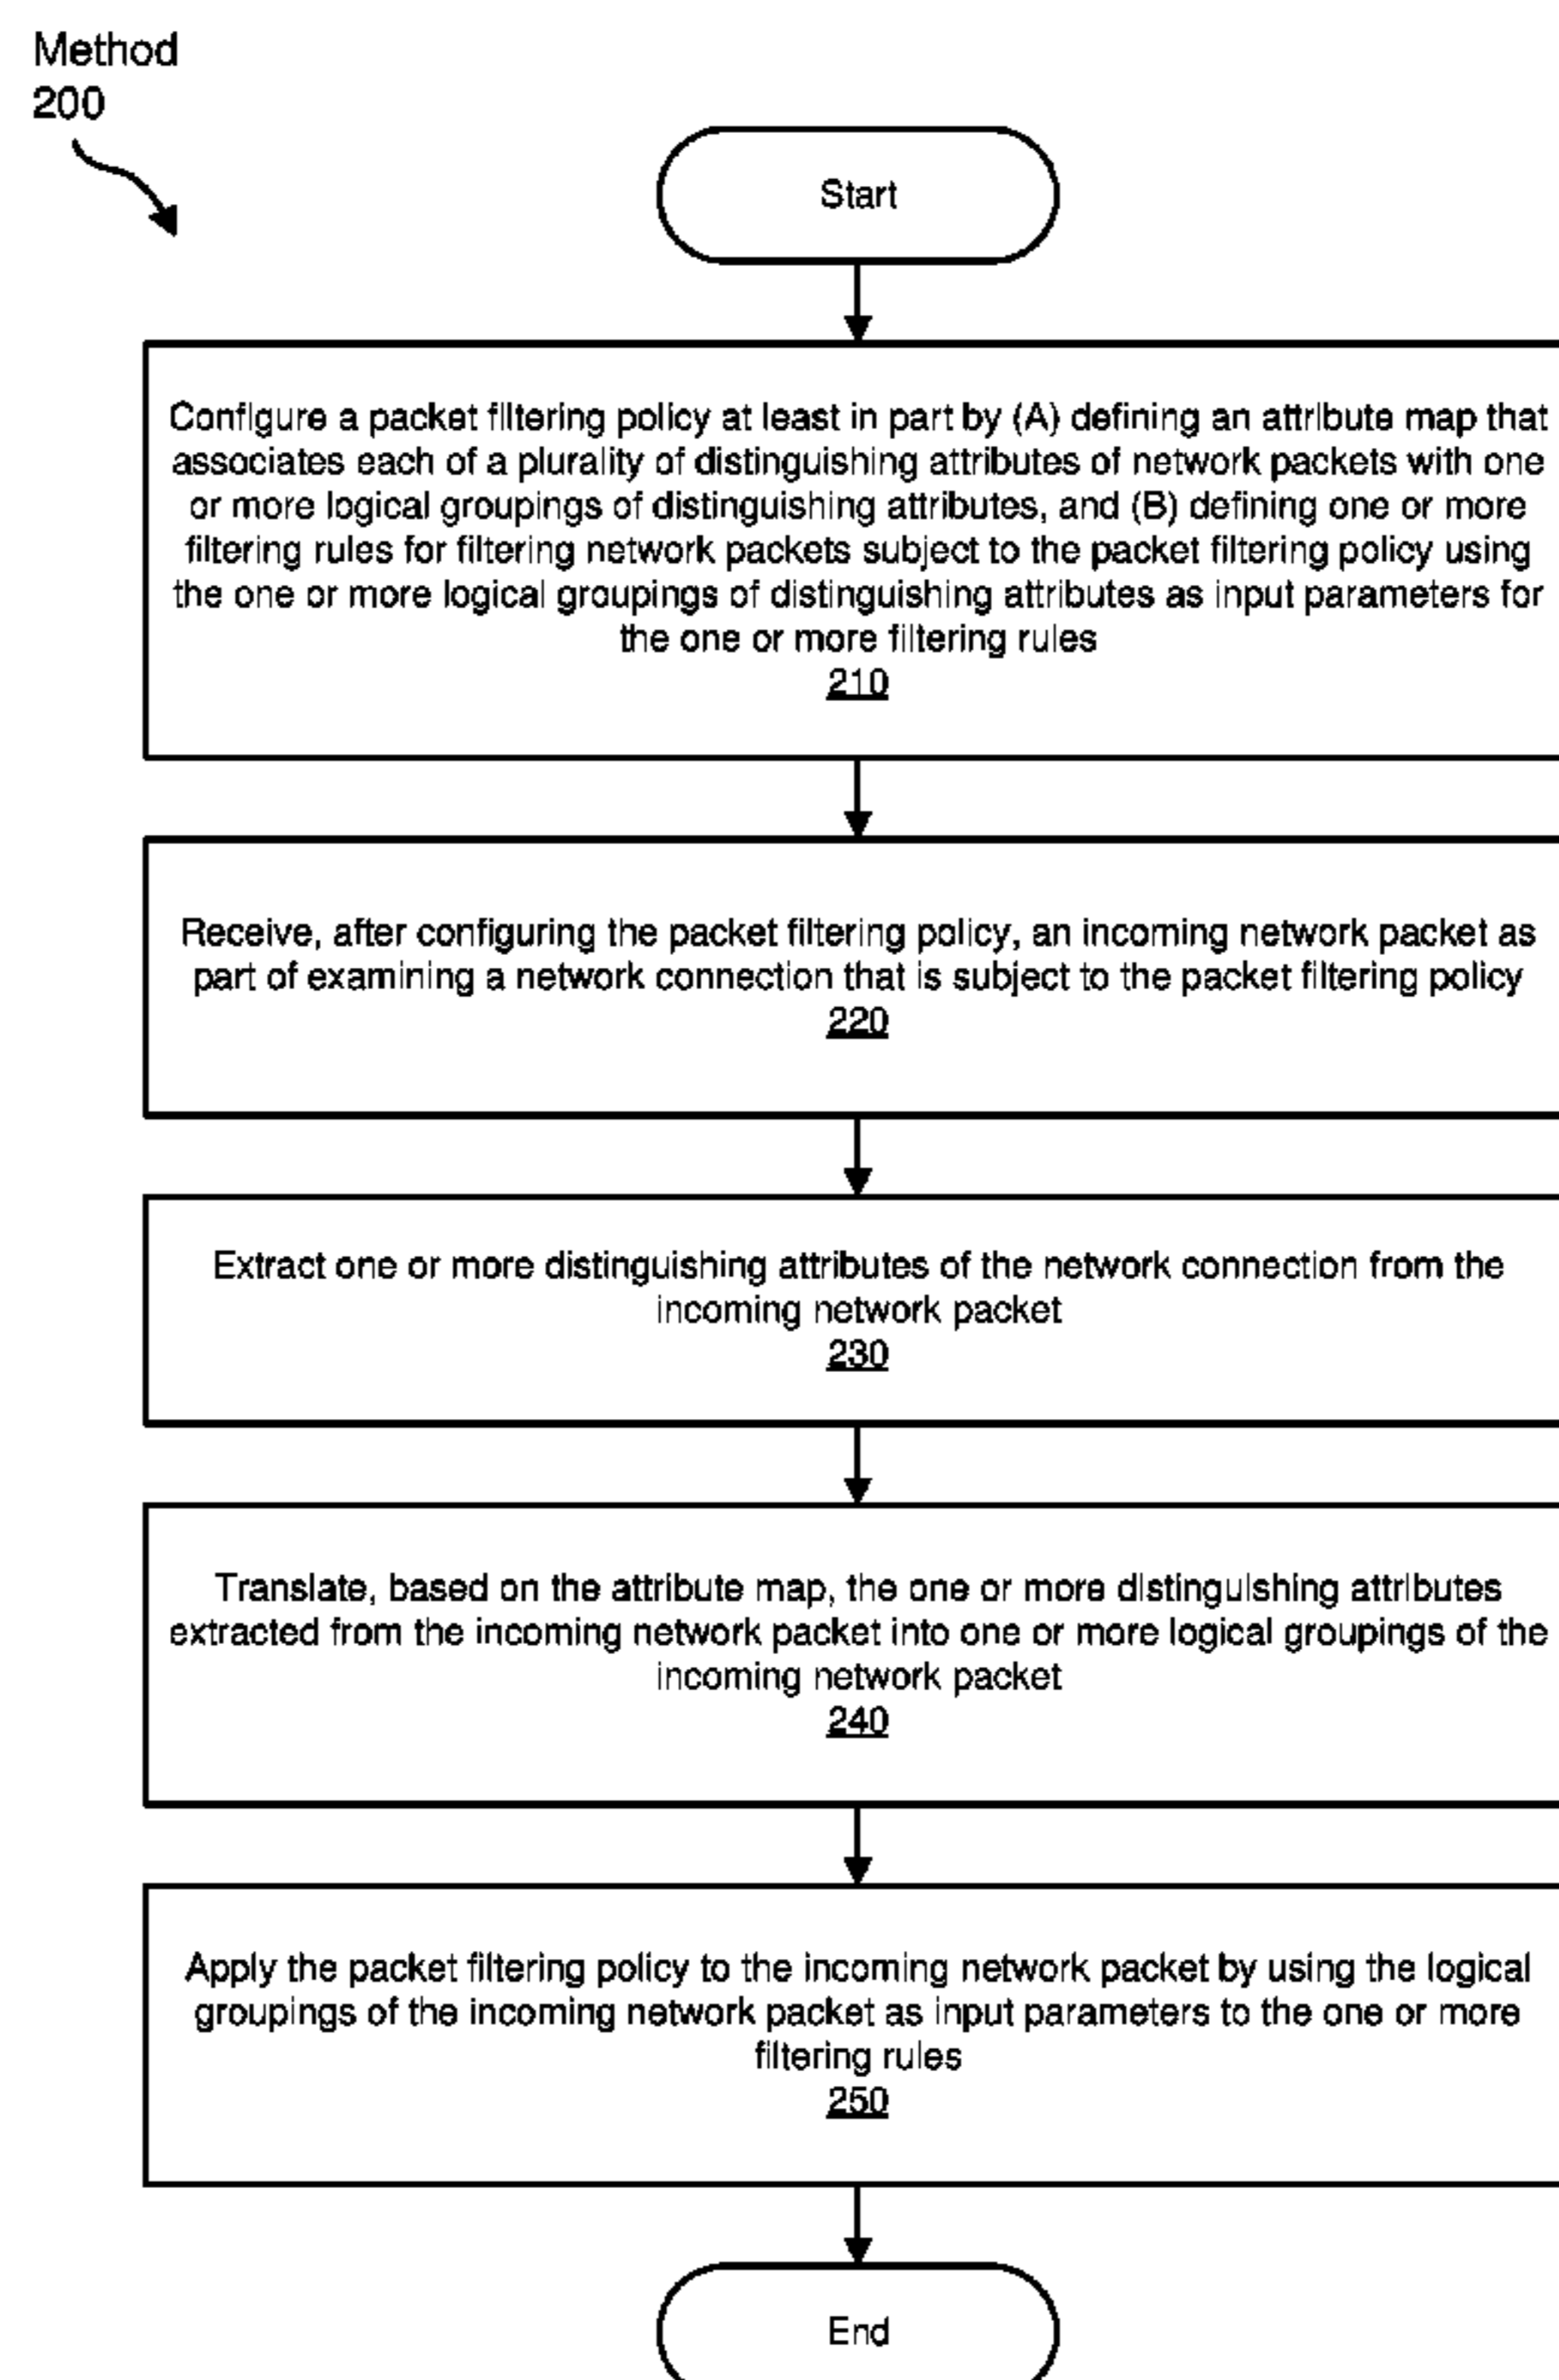 Method
200
Start
Configure a packet filtering policy at least in part by (A) defining an attribute map that
associates each of a plurality of distinguishing attributes of network packets with one
or more logical groupings of distinguishing attributes, and (B) defining one or more
filtering rules for filtering network packets subject to the packet filtering policy using
the one or more logical groupings of distinguishing attributes as input parameters for
the one or more filtering rules
210
Receive, after configuring the packet filtering policy, an incoming network packet as
part of examining a network connection that is subject to the packet filtering policy
220
Extract one or more distinguishing attributes of the network connection from the
incoming network packet
230
Translate, based on the attribute map, the one or more distinguishing attributes
extracted from the incoming network packet into one or more logical groupings of the
incoming network packet
240
Apply the packet filtering policy to the incoming network packet by using the logical
groupings of the incoming network packet as input parameters to the one or more
filtering rules
250
End